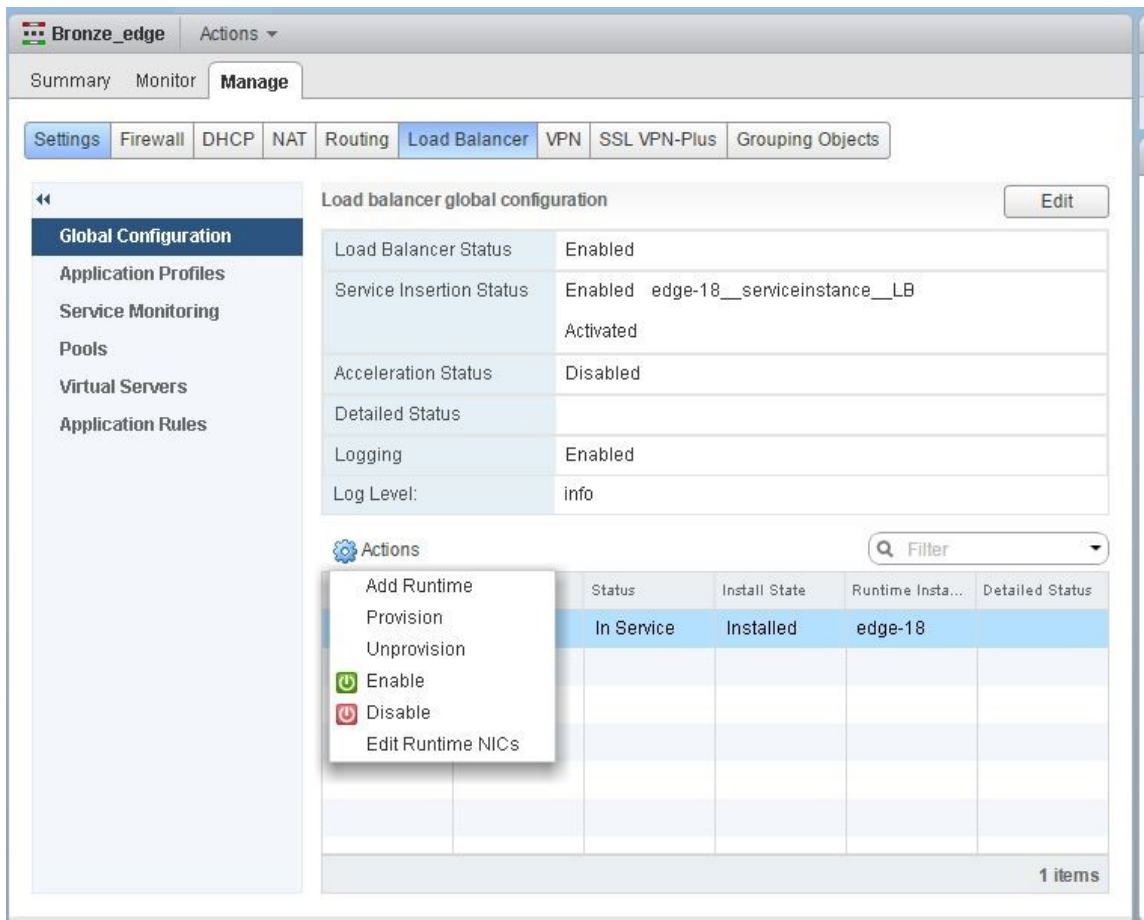 Bronze_edge Actions
Summary Monitor Manage
Settings Firewall DHCP NAT Routing Load Balancer VPN SSL VPN-Plus Grouping Objects
Global Configuration
Application Profiles
Service Monitoring
Pools
Virtual Servers
Application Rules
Load balancer global configuration Edit
Load Balancer Status Enabled
Service Insertion Status Enabled edge-18__serviceinstance__LB
Activated
Acceleration Status Disabled
Detailed Status
Logging Enabled
Log Level: info
Actions Filter
Add Runtime
Provision
Unprovision
Enable
Disable
Edit Runtime NICs
Status Install State Runtime Insta... Detailed Status
In Service Installed edge-18
1 items